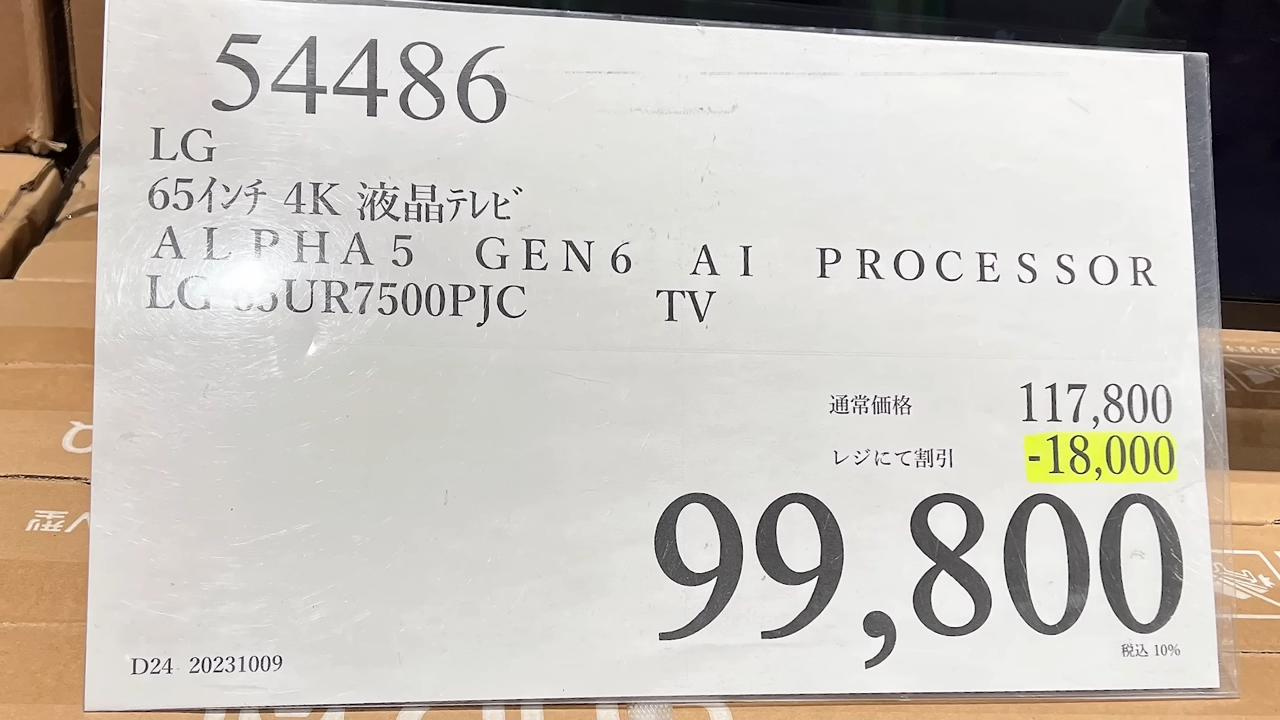 54486
LG
65ｲﾝﾁ 4K 液晶ﾃﾚﾋﾞ
ＡＬＰＨＡ５　ＧＥＮ６　ＡＩ　ＰＲＯＣＥＳＳＯＲ
LG 65UR7500PJC TV
通常価格 117,800
レジにて割引 -18,000
99,800
税込 10%
D24 20231009